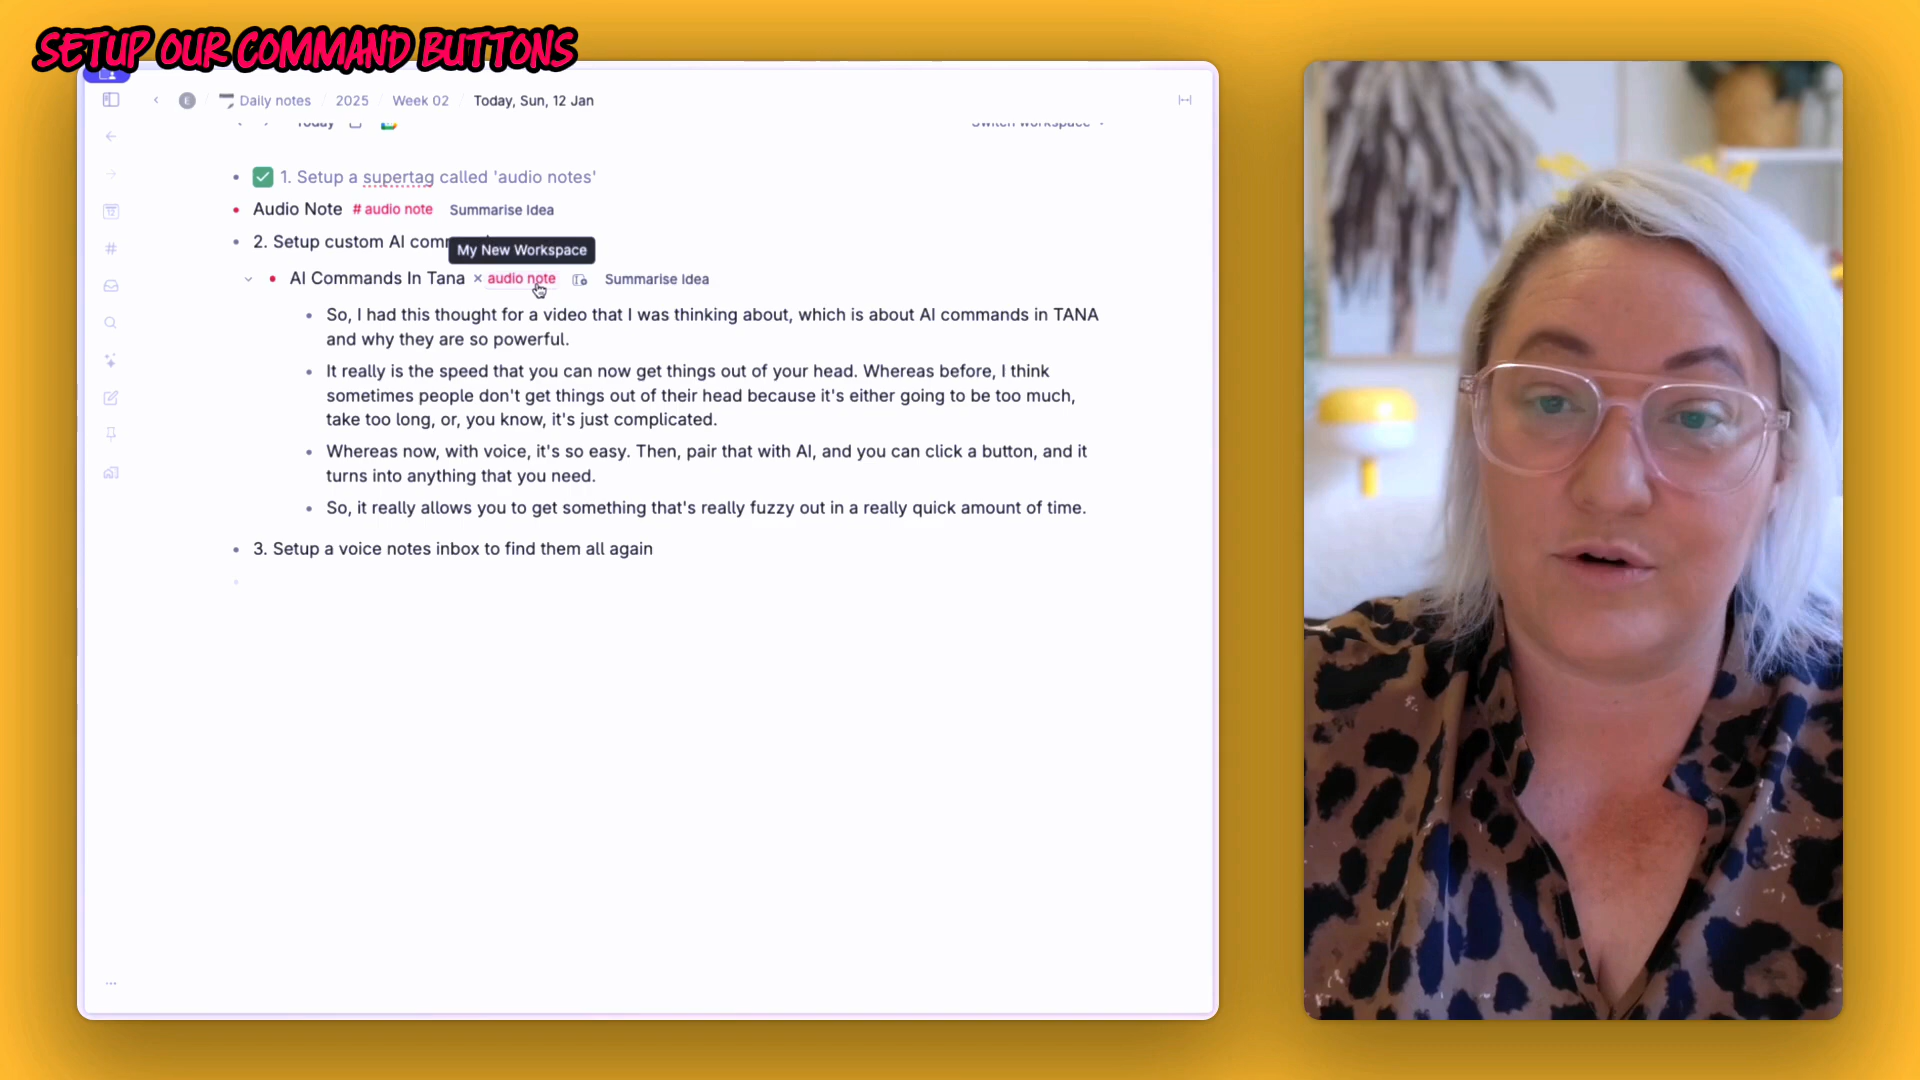 SETUP OUR COMMAND BUTTONS
E Daily notes / 2025 / Week 02 / Today, Sun, 12 Jan
Today
Switch workspace
1. Setup a supertag called 'audio notes'
Audio Note # audio note Summarise Idea
2. Setup custom AI com
My New Workspace
AI Commands In Tana × audio note Summarise Idea
So, I had this thought for a video that I was thinking about, which is about AI commands in TANA
and why they are so powerful.
It really is the speed that you can now get things out of your head. Whereas before, I think
sometimes people don't get things out of their head because it's either going to be too much,
take too long, or, you know, it's just complicated.
Whereas now, with voice, it's so easy. Then, pair that with AI, and you can click a button, and it
turns into anything that you need.
So, it really allows you to get something that's really fuzzy out in a really quick amount of time.
3. Setup a voice notes inbox to find them all again